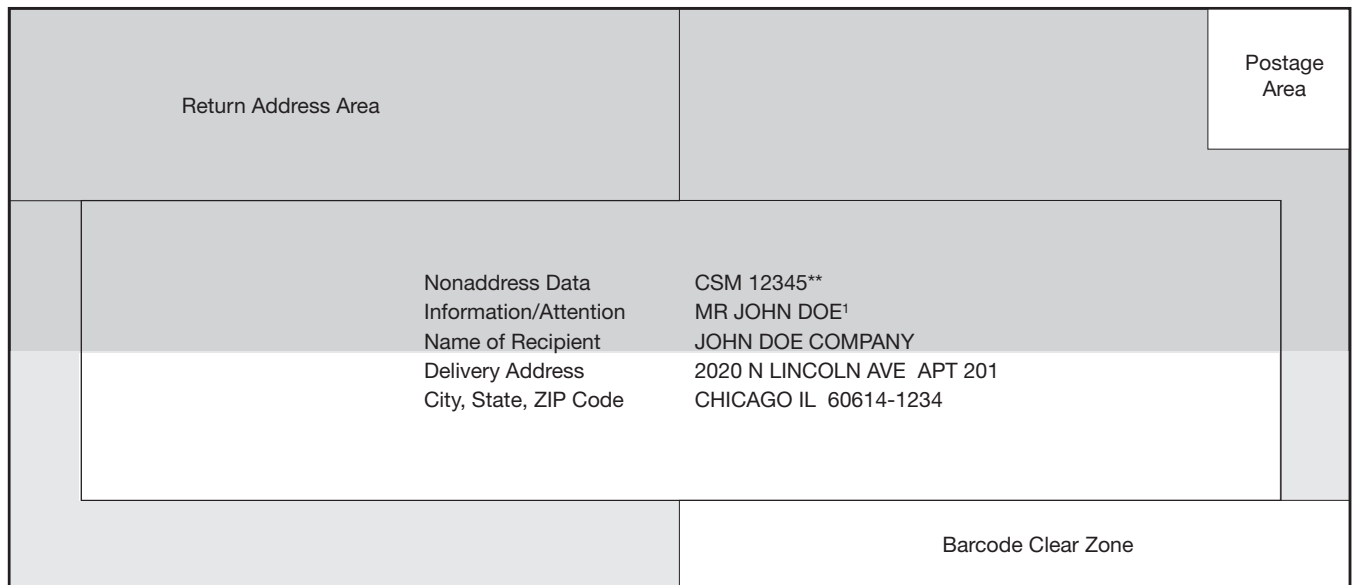 Postage
Area
Return Address Area
Nonaddress Data CSM 12345**
Information/Attention MR JOHN DOE¹
Name of Recipient JOHN DOE COMPANY
Delivery Address 2020 N LINCOLN AVE  APT 201
City, State, ZIP Code CHICAGO IL  60614-1234
Barcode Clear Zone